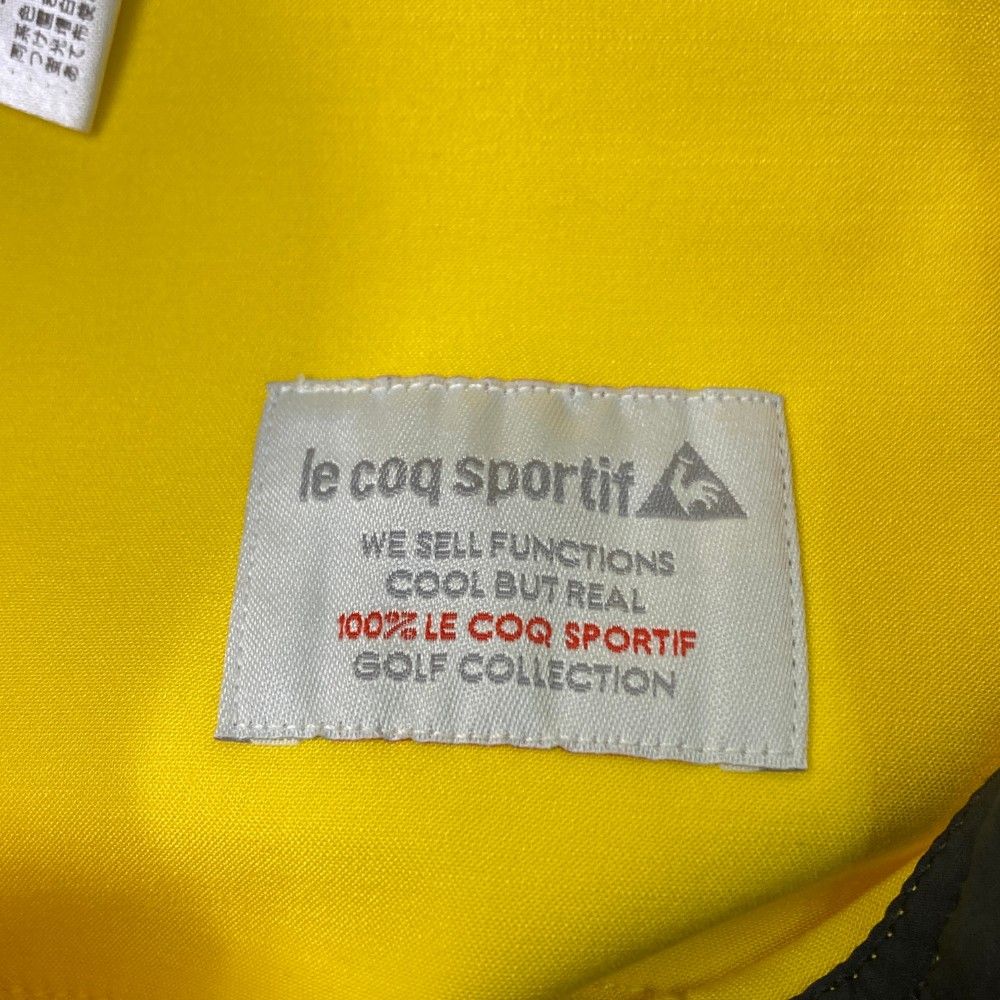 le coq sportif
WE SELL FUNCTIONS
COOL BUT REAL
100% LE COQ SPORTIF
GOLF COLLECTION